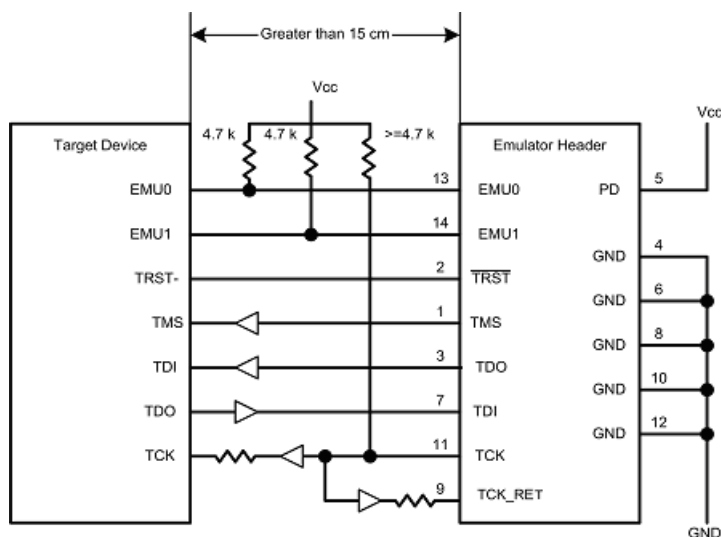 Greater than 15 cm
Vcc
Vcc
4.7 k 4.7 k >=4.7 k
Target Device
Emulator Header
EMU0 13 EMU0 PD 5
EMU1 14 EMU1 GND 4
TRST- 2 TRST GND 6
TMS 1 TMS GND 8
TDI 3 TDO GND 10
TDO 7 TDI GND 12
TCK 11 TCK
9 TCK_RET
GND